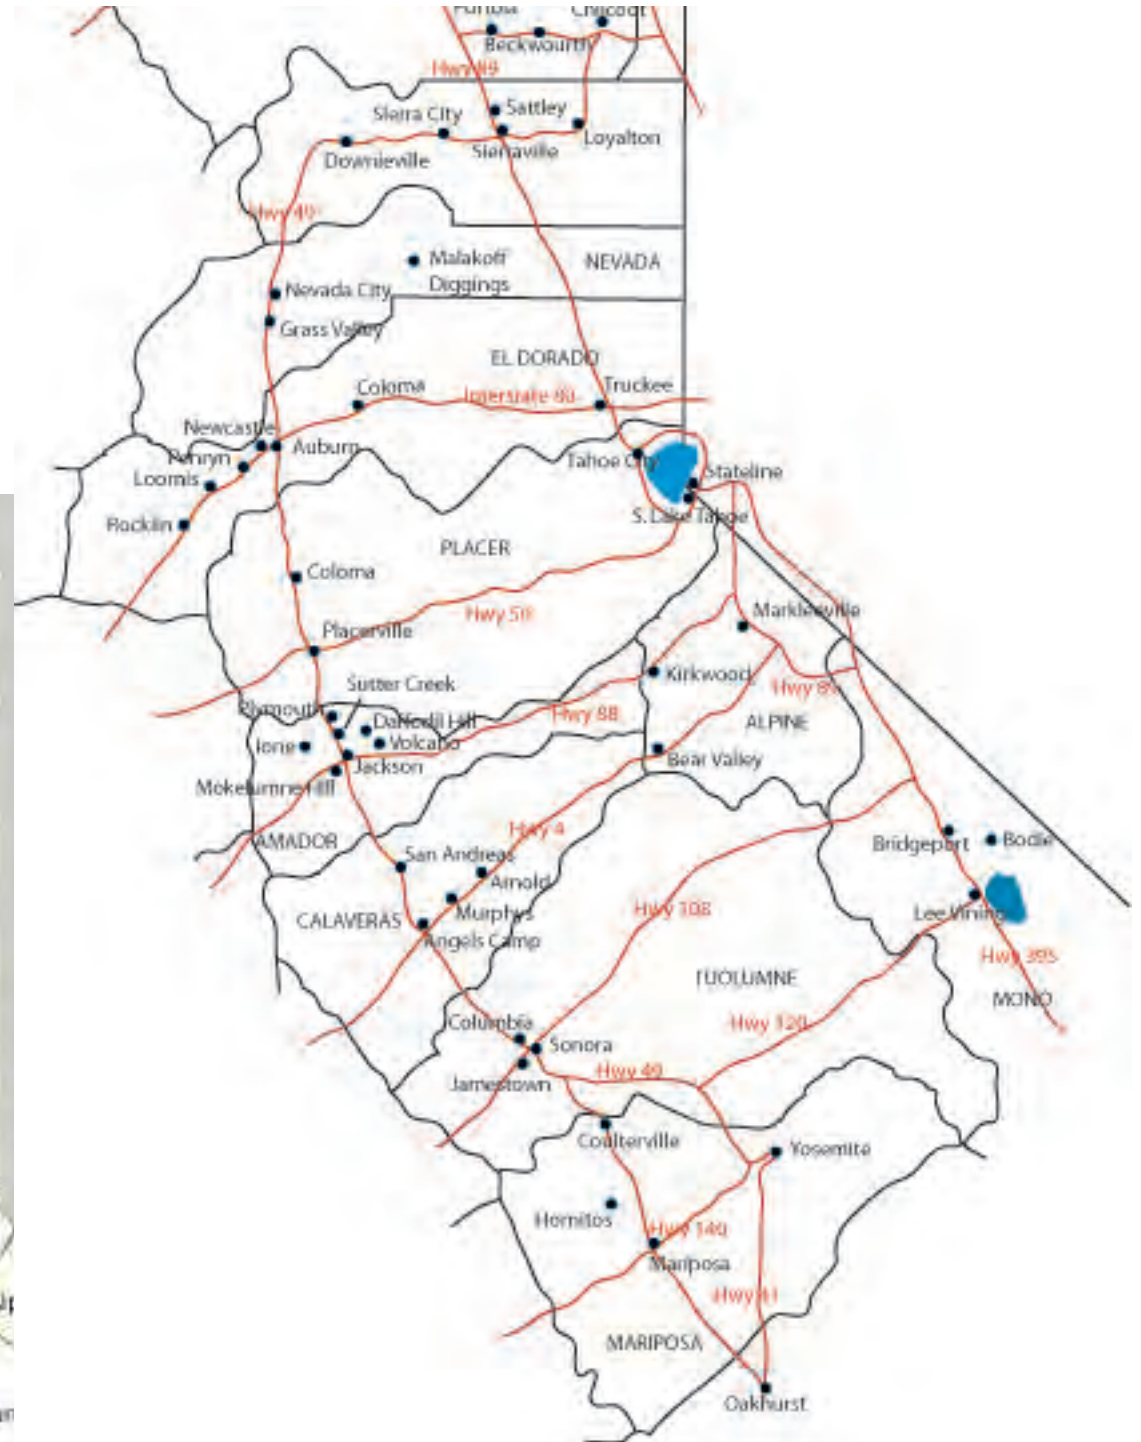 Chilcoot
Beckwourth
Hwy 89
Sierra City
Sattley
Downieville
Sierraville
Loyalton
Hwy 49
Malakoff
Diggings
NEVADA
Nevada City
Grass Valley
EL DORADO
Coloma
Interstate 80
Truckee
Newcastle
Auburn
Penryn
Loomis
Rocklin
Tahoe City
Stateline
S. Lake Tahoe
PLACER
Coloma
Hwy 50
Markleeville
Placerville
Kirkwood
Sutter Creek
Hwy 89
Plymouth
Daffodil Hill
Hwy 88
ALPINE
Ione
Volcano
Jackson
Bear Valley
Mokelumne Hill
Hwy 4
AMADOR
San Andreas
Bridgeport
Bodie
Arnold
CALAVERAS
Murphys
Hwy 108
Lee Vining
Angels Camp
Hwy 395
TUOLUMNE
MONO
Columbia
Hwy 120
Sonora
Jamestown
Hwy 49
Coulterville
Yosemite
Hornitos
Hwy 140
Mariposa
Hwy 41
MARIPOSA
Oakhurst